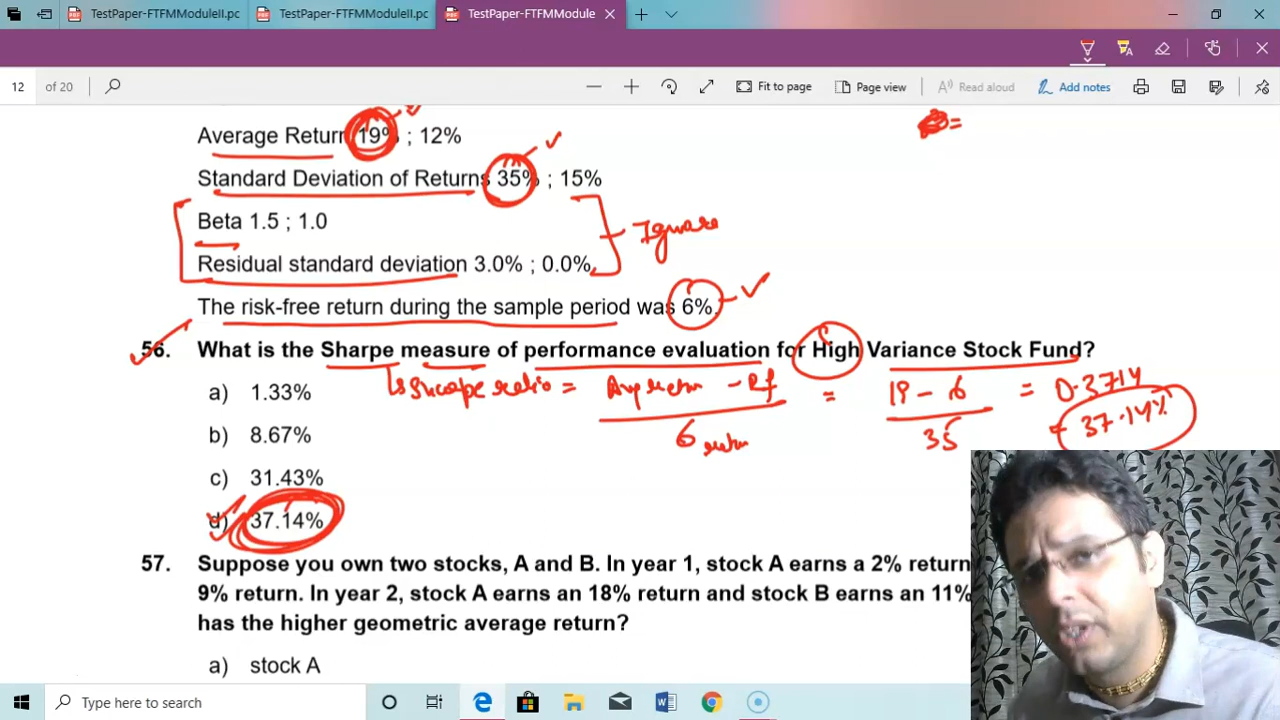 TestPaper-FTFMModuleII.pc
TestPaper-FTFMModuleII.pc
TestPaper-FTFMModule
12 of 20
Fit to page
Page view
Read aloud
Add notes
Average Return 19% ; 12%
Standard Deviation of Returns 35% ; 15%
Beta 1.5 ; 1.0
Ignore
Residual standard deviation 3.0% ; 0.0%
The risk-free return during the sample period was 6%.
56. What is the Sharpe measure of performance evaluation for High Variance Stock Fund?
Sharpe ratio = Avg return - Rf / 6 return = 19 - 6 / 35 = 0.3714
= 37.14%
a) 1.33%
b) 8.67%
c) 31.43%
d) 37.14%
57. Suppose you own two stocks, A and B. In year 1, stock A earns a 2% return
9% return. In year 2, stock A earns an 18% return and stock B earns an 11%
has the higher geometric average return?
a) stock A
Type here to search